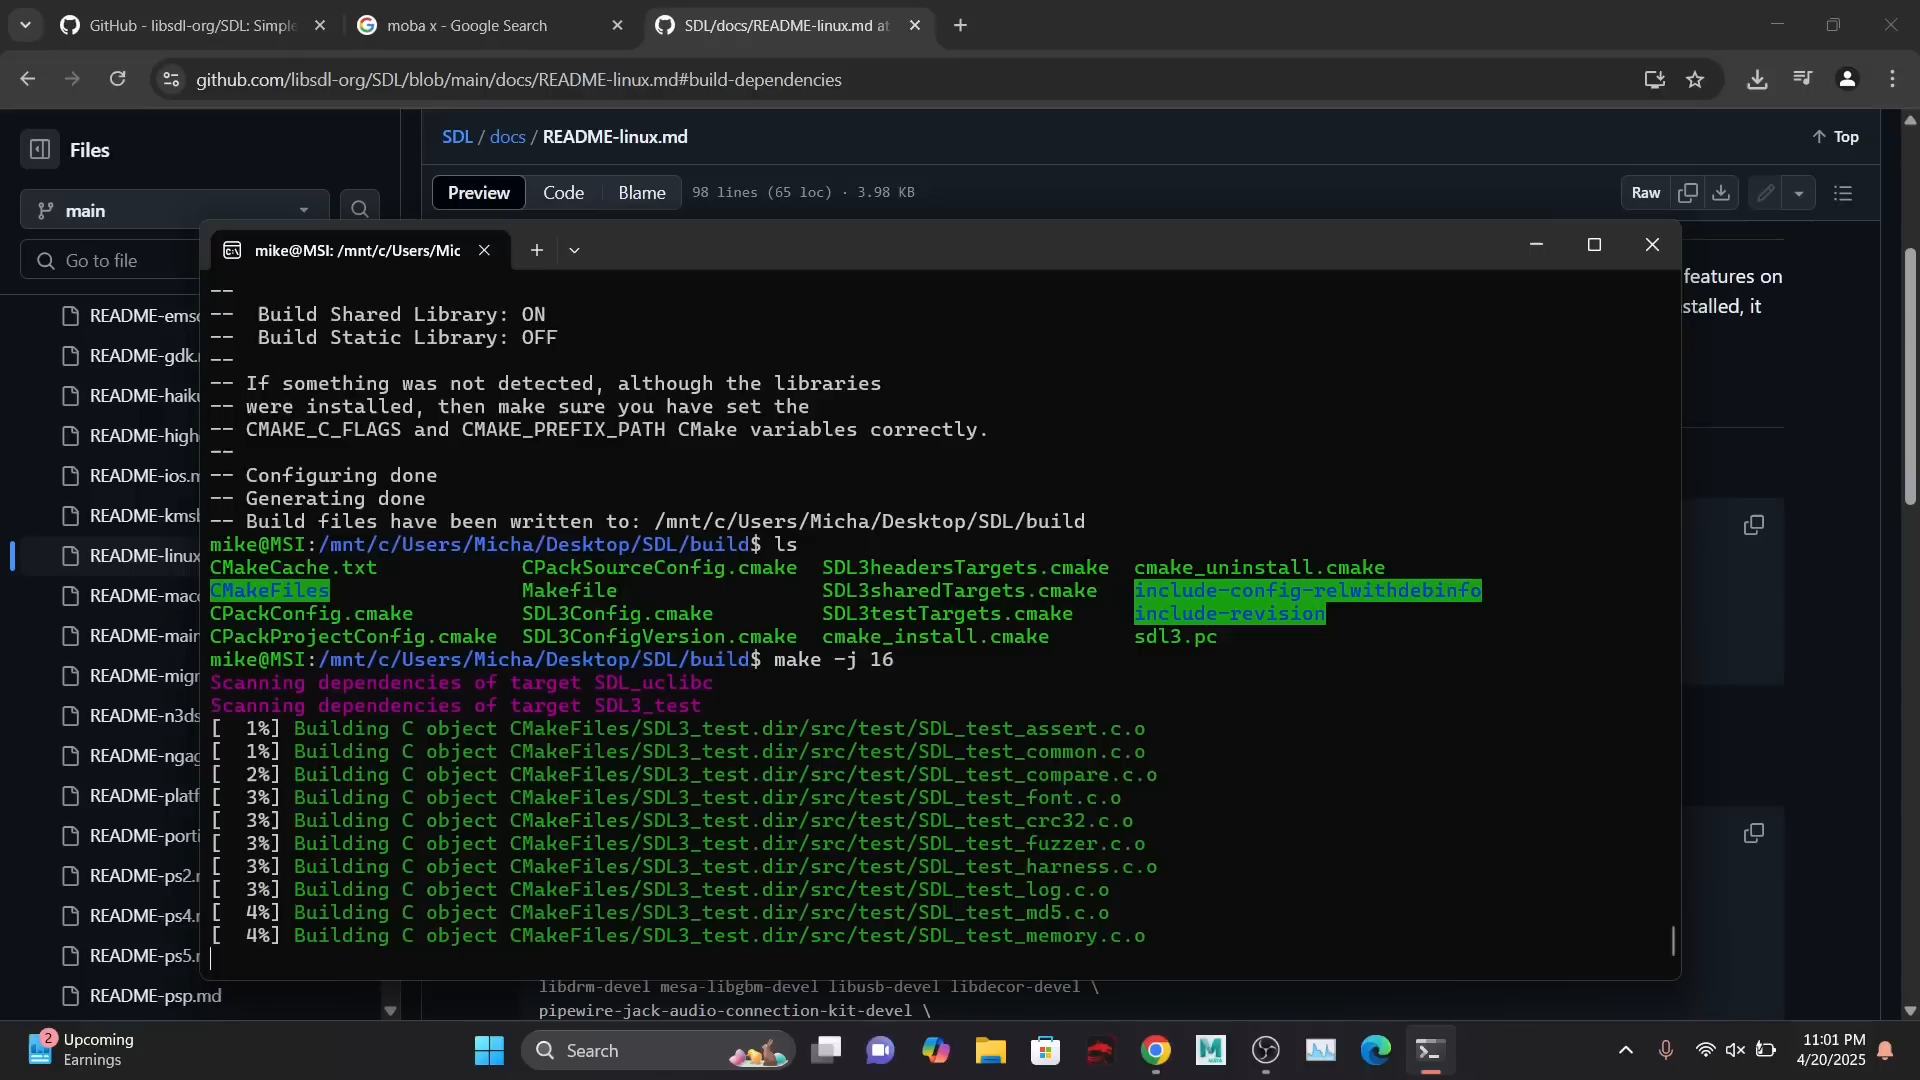 GitHub - libsdl-org/SDL: Simple
moba x - Google Search
SDL/docs/README-linux.md at
github.com/libsdl-org/SDL/blob/main/docs/README-linux.md#build-dependencies
Files
SDL / docs / README-linux.md
Top
main
Preview
Code
Blame
98 lines (65 loc) · 3.98 KB
Raw
Go to file
features on
stalled, it
README-emsc
README-gdk.
README-haiku
README-high
README-ios.m
README-kmsb
README-linux
README-maco
README-main
README-migr
README-n3ds
README-ngag
README-platf
README-porti
README-ps2.
README-ps4.
README-ps5.
README-psp.md
mike@MSI: /mnt/c/Users/Mic
--
--  Build Shared Library: ON
--  Build Static Library: OFF
--
-- If something was not detected, although the libraries
-- were installed, then make sure you have set the
-- CMAKE_C_FLAGS and CMAKE_PREFIX_PATH CMake variables correctly.
--
-- Configuring done
-- Generating done
-- Build files have been written to: /mnt/c/Users/Micha/Desktop/SDL/build
mike@MSI:/mnt/c/Users/Micha/Desktop/SDL/build$ ls
CMakeCache.txt CPackSourceConfig.cmake SDL3headersTargets.cmake cmake_uninstall.cmake
CMakeFiles Makefile SDL3sharedTargets.cmake include-config-relwithdebinfo
CPackConfig.cmake SDL3Config.cmake SDL3testTargets.cmake include-revision
CPackProjectConfig.cmake SDL3ConfigVersion.cmake cmake_install.cmake sdl3.pc
mike@MSI:/mnt/c/Users/Micha/Desktop/SDL/build$ make -j 16
Scanning dependencies of target SDL_uclibc
Scanning dependencies of target SDL3_test
[  1%] Building C object CMakeFiles/SDL3_test.dir/src/test/SDL_test_assert.c.o
[  1%] Building C object CMakeFiles/SDL3_test.dir/src/test/SDL_test_common.c.o
[  2%] Building C object CMakeFiles/SDL3_test.dir/src/test/SDL_test_compare.c.o
[  3%] Building C object CMakeFiles/SDL3_test.dir/src/test/SDL_test_font.c.o
[  3%] Building C object CMakeFiles/SDL3_test.dir/src/test/SDL_test_crc32.c.o
[  3%] Building C object CMakeFiles/SDL3_test.dir/src/test/SDL_test_fuzzer.c.o
[  3%] Building C object CMakeFiles/SDL3_test.dir/src/test/SDL_test_harness.c.o
[  3%] Building C object CMakeFiles/SDL3_test.dir/src/test/SDL_test_log.c.o
[  4%] Building C object CMakeFiles/SDL3_test.dir/src/test/SDL_test_md5.c.o
[  4%] Building C object CMakeFiles/SDL3_test.dir/src/test/SDL_test_memory.c.o
libdrm-devel mesa-libgbm-devel libusb-devel libdecor-devel \
pipewire-jack-audio-connection-kit-devel \
2
Upcoming
Earnings
Search
M
11:01 PM
4/20/2025